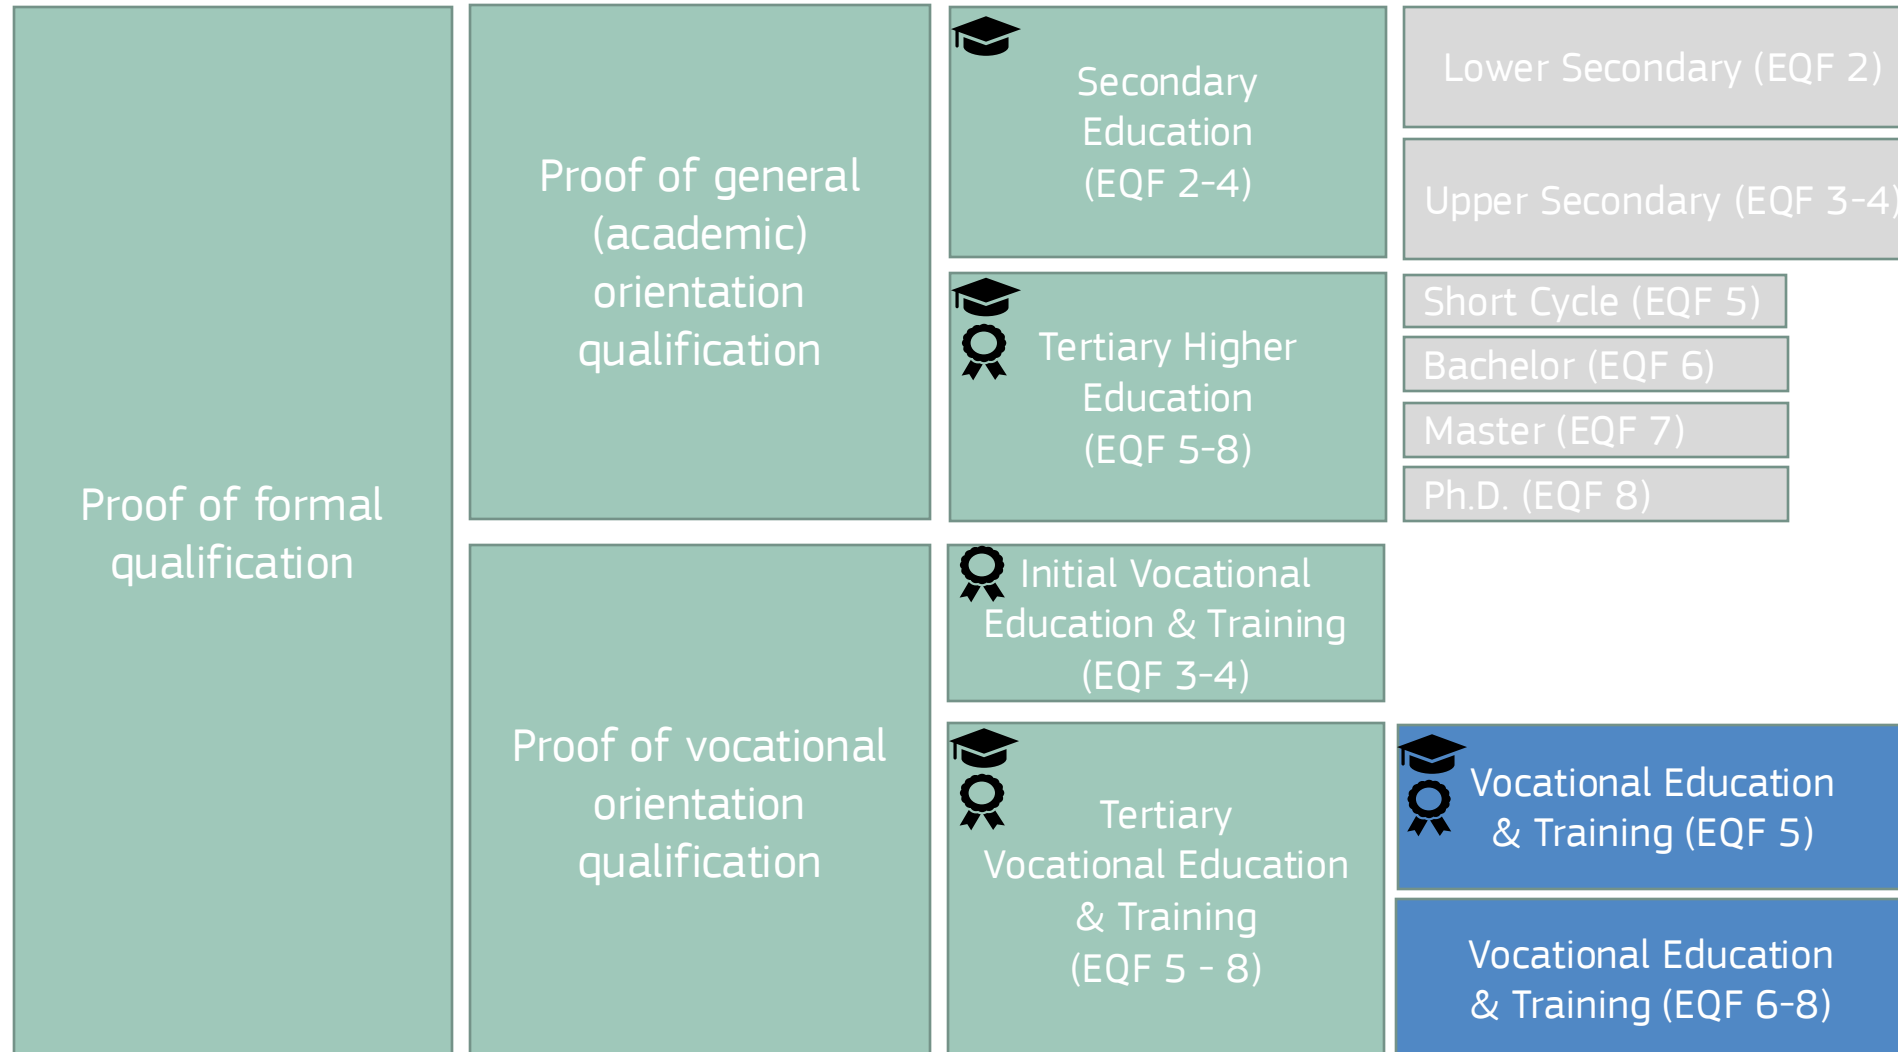 Proof of formal
qualification
Proof of general
(academic)
orientation
qualification
Secondary
Education
(EQF 2-4)
Lower Secondary (EQF 2)
Upper Secondary (EQF 3-4)
Tertiary Higher
Education
(EQF 5-8)
Short Cycle (EQF 5)
Bachelor (EQF 6)
Master (EQF 7)
Ph.D. (EQF 8)
Proof of vocational
orientation
qualification
Initial Vocational
Education & Training
(EQF 3-4)
Tertiary
Vocational Education
& Training
(EQF 5 - 8)
Vocational Education
& Training (EQF 5)
Vocational Education
& Training (EQF 6-8)